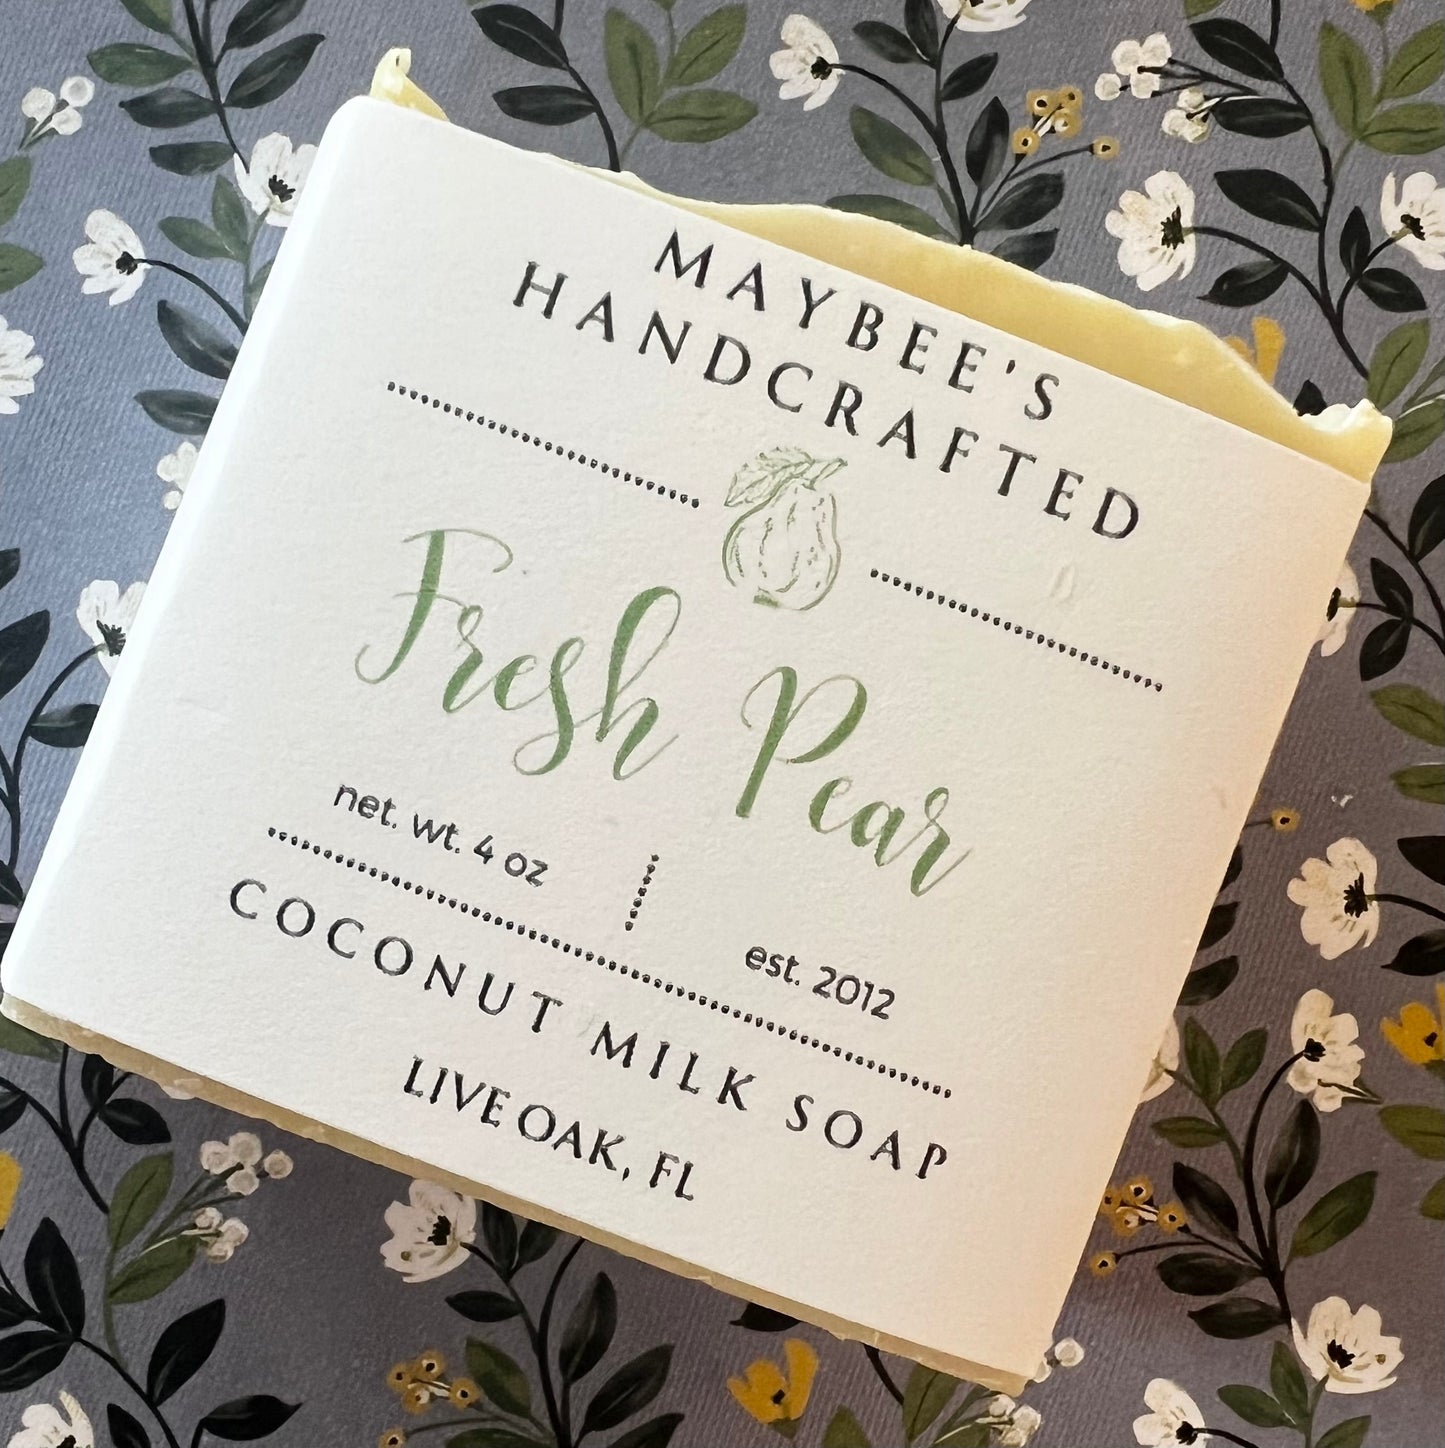 MAYBEE'S
HANDCRAFTED
Fresh Pear
net. wt. 4 oz
est. 2012
COCONUT MILK SOAP
LIVE OAK, FL